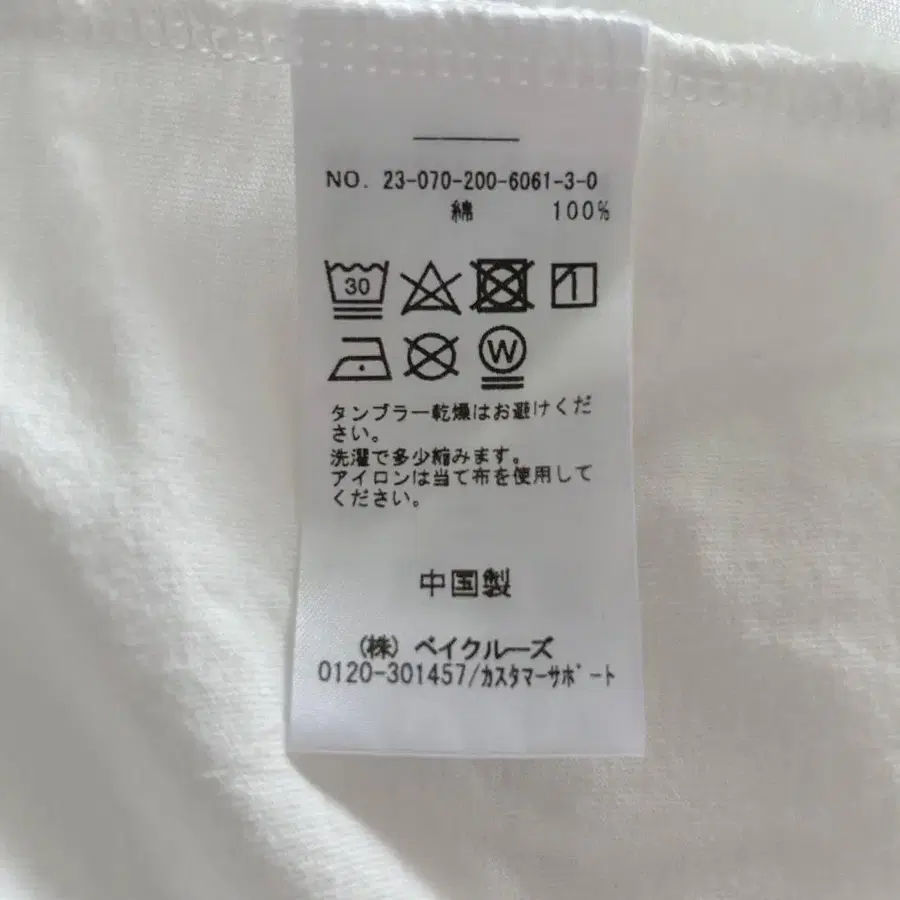 NO. 23-070-200-6061-3-0
綿 100%
30
W
タンブラー乾燥はお避けくだ
さい。
洗濯で多少縮みます。
アイロンは当て布を使用して
ください。
中国製
(株) ベイクルーズ
0120-301457/カスタマーサポート